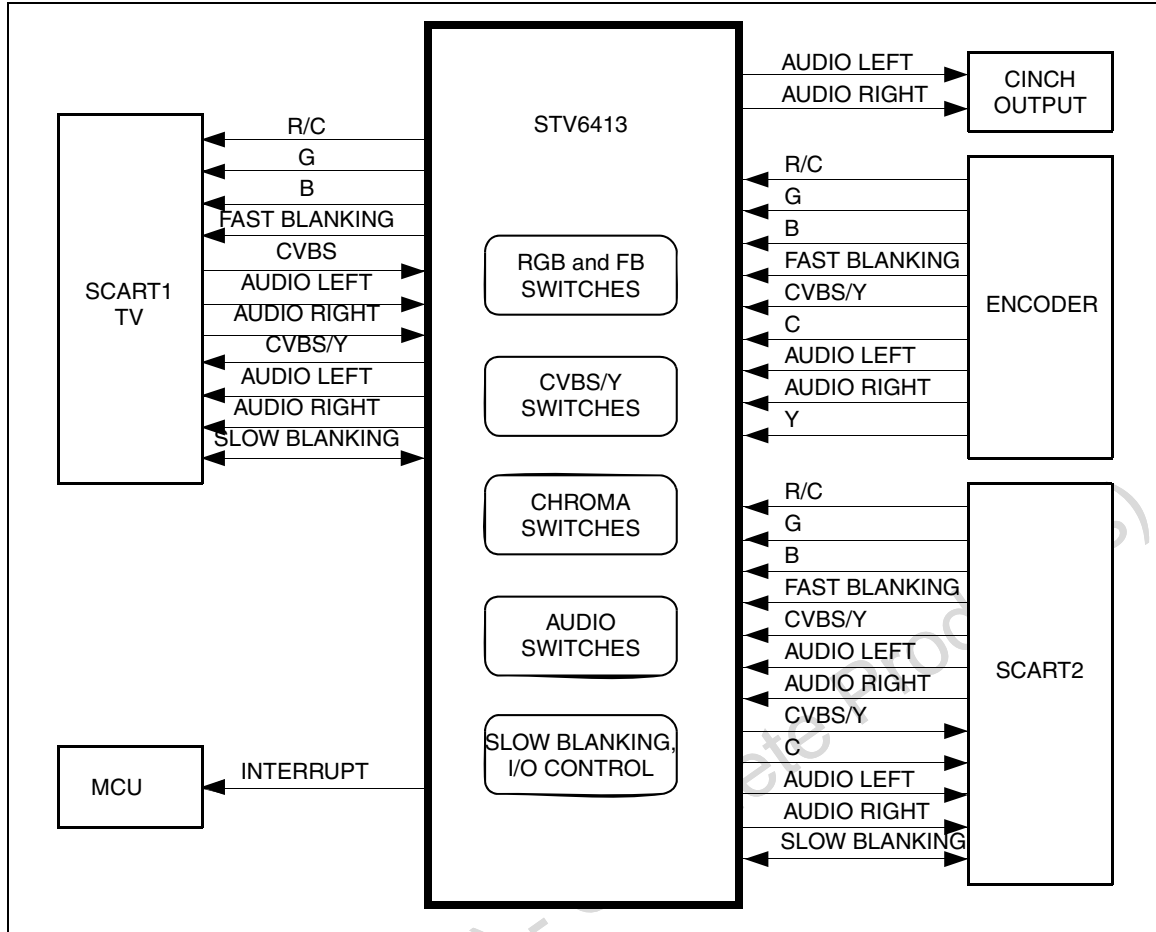 STV6413
RGB and FB
SWITCHES
CVBS/Y
SWITCHES
CHROMA
SWITCHES
AUDIO
SWITCHES
SLOW BLANKING,
I/O CONTROL
SCART1
TV
R/C
G
B
FAST BLANKING
CVBS
AUDIO LEFT
AUDIO RIGHT
CVBS/Y
AUDIO LEFT
AUDIO RIGHT
SLOW BLANKING
MCU
INTERRUPT
AUDIO LEFT
AUDIO RIGHT
CINCH
OUTPUT
R/C
G
B
FAST BLANKING
CVBS/Y
C
AUDIO LEFT
AUDIO RIGHT
Y
ENCODER
R/C
G
B
FAST BLANKING
CVBS/Y
AUDIO LEFT
AUDIO RIGHT
CVBS/Y
C
AUDIO LEFT
AUDIO RIGHT
SLOW BLANKING
SCART2